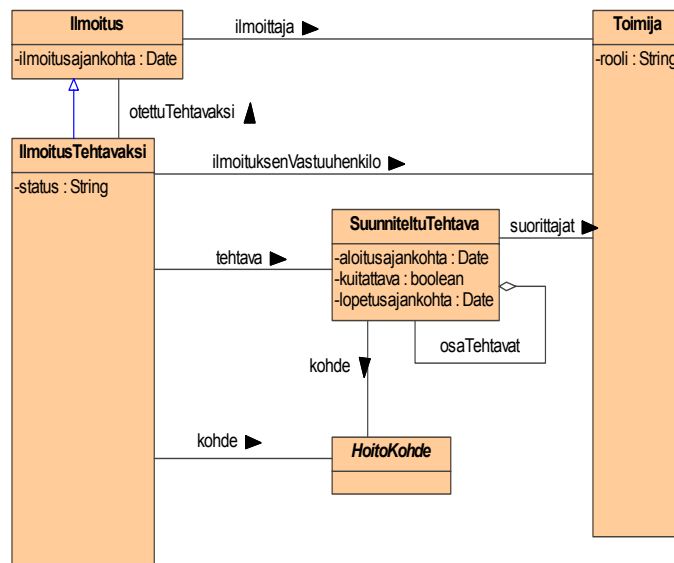 Ilmoitus
-ilmoitusajankohta : Date
ilmoittaja
Toimija
-rooli : String
otettuTehtavaksi
IlmoitusTehtavaksi
-status : String
ilmoituksenVastuuhenkilo
SuunniteltuTehtava
-aloitusajankohta : Date
-kuitattava : boolean
-lopetusajankohta : Date
suorittajat
tehtava
osaTehtavat
kohde
kohde
HoitoKohde